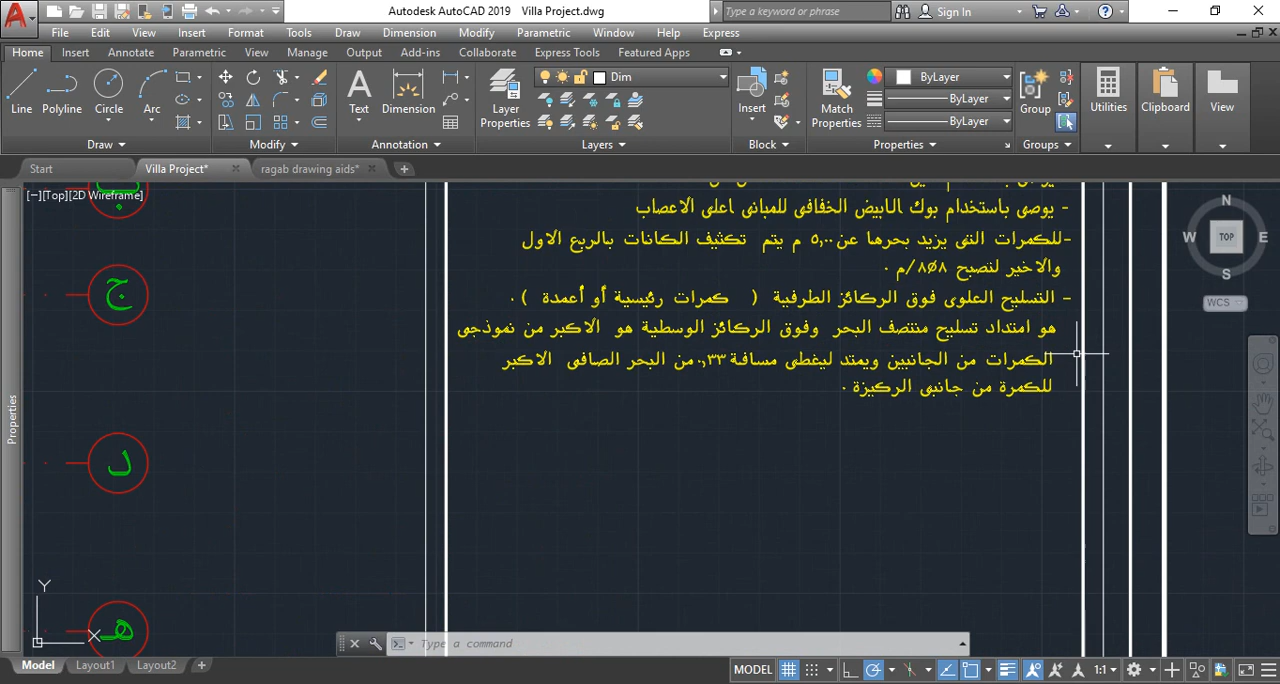 Autodesk AutoCAD 2019 Villa Project.dwg
Type a keyword or phrase
Sign In
File Edit View Insert Format Tools Draw Dimension Modify Parametric Window Help Express
Home Insert Annotate Parametric View Manage Output Add-ins Collaborate Express Tools Featured Apps
Line Polyline Circle Arc
Text Dimension
Layer Properties
Dim
Insert
Match Properties
ByLayer
ByLayer
ByLayer
Group
Utilities
Clipboard
View
Draw Modify Annotation Layers Block Properties Groups
Start Villa Project* ragab drawing aids*
[−][Top][2D Wireframe]
- يوصى باستخدام بوك الابيض الخفافى للمبانى اعلى الاعصاب
-للكمرات التى يزيد بحرها عن ٥,٠٠ م يتم تكثيف الكانات بالربع الاول
والاخير لتصبح ٨Ø٨/م .
- التسليح العلوى فوق الركائز الطرفية ( كمرات رئيسية أو أعمدة ) .
هو امتداد تسليح منتصف البحر وفوق الركائز الوسطية هو الاكبر من نموذجى
الكمرات من الجانبين ويمتد ليغطى مسافة ٠,٣٣ من البحر الصافى الاكبر
للكمرة من جانبى الركيزة .
ب
ج
د
هـ
N
W TOP E
S
WCS
Properties
Y
X
Type a command
Model Layout1 Layout2
MODEL
1:1